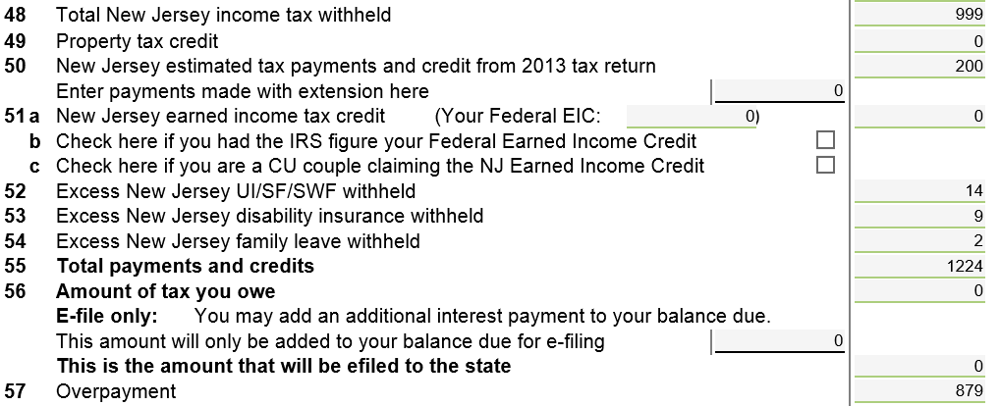 48 Total New Jersey income tax withheld 999
49 Property tax credit 0
50 New Jersey estimated tax payments and credit from 2013 tax return 200
Enter payments made with extension here 0
51 a New Jersey earned income tax credit (Your Federal EIC: 0) 0
b Check here if you had the IRS figure your Federal Earned Income Credit
c Check here if you are a CU couple claiming the NJ Earned Income Credit
52 Excess New Jersey UI/SF/SWF withheld 14
53 Excess New Jersey disability insurance withheld 9
54 Excess New Jersey family leave withheld 2
55 Total payments and credits 1224
56 Amount of tax you owe 0
E-file only: You may add an additional interest payment to your balance due.
This amount will only be added to your balance due for e-filing 0
This is the amount that will be efiled to the state 0
57 Overpayment 879